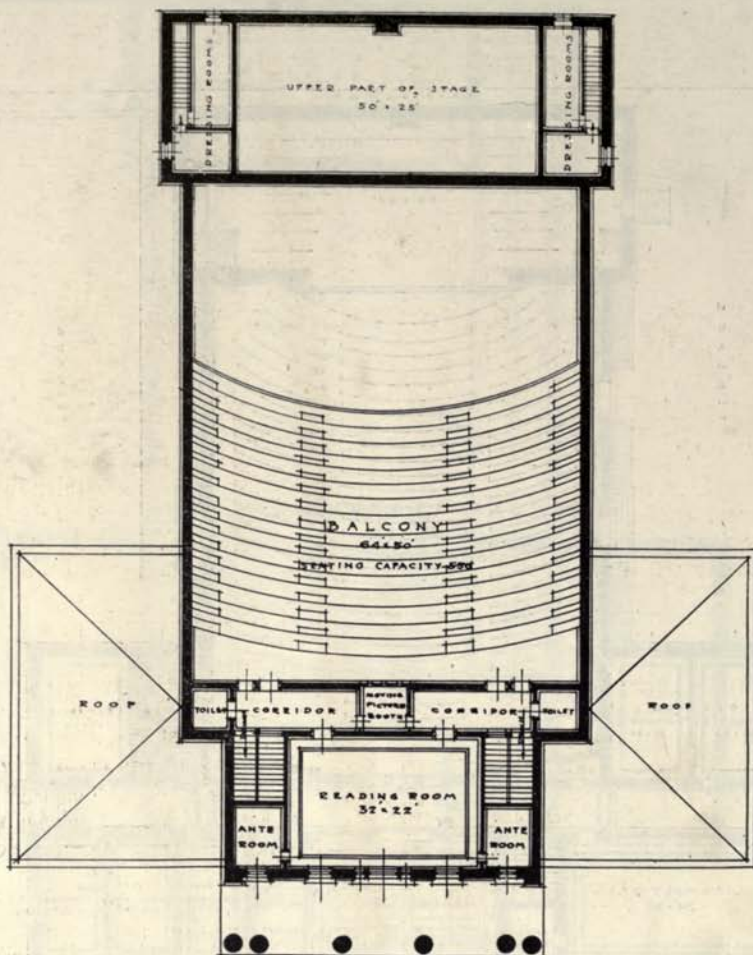 DRESSING ROOMS
UPPER PART OF STAGE
50' x 25'
DRESSING ROOMS
BALCONY
64' x 50'
SEATING CAPACITY
ROOF
ROOF
TOILET
CORRIDOR
MOVING
PICTURE
BOOTH
CORRIDOR
TOILET
READING ROOM
32' x 22'
ANTE
ROOM
ANTE
ROOM